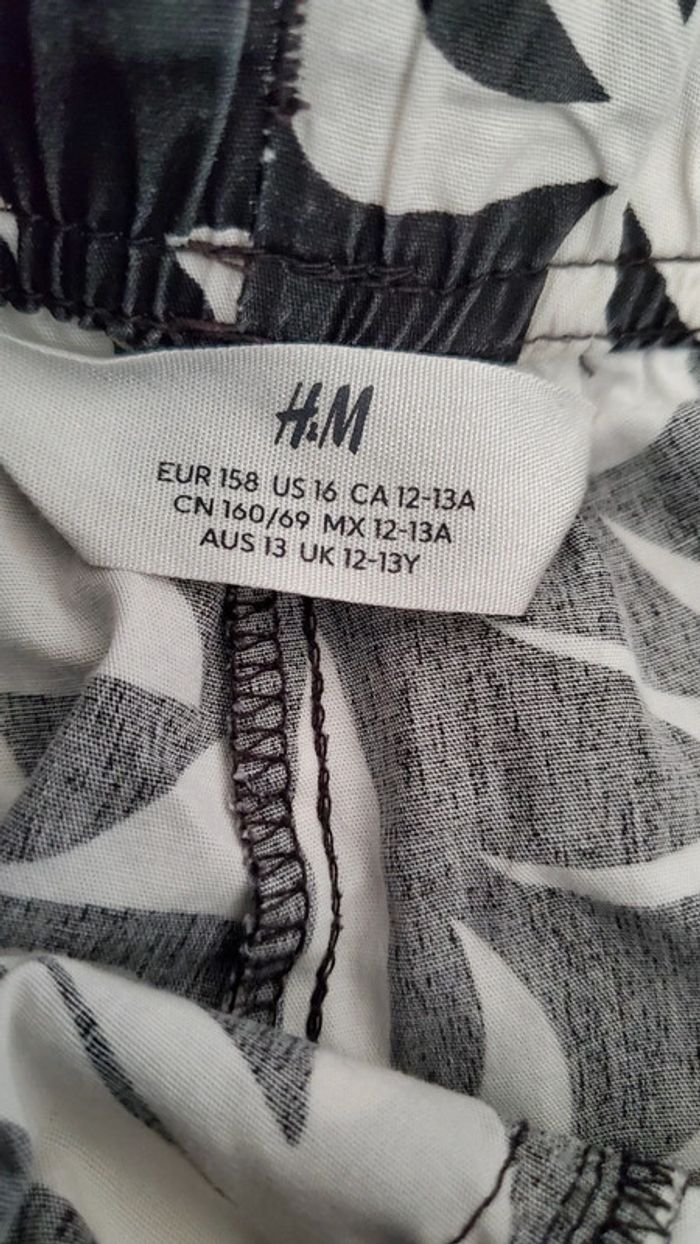 H&M
EUR 158 US 16 CA 12-13A
CN 160/69 MX 12-13A
AUS 13 UK 12-13Y